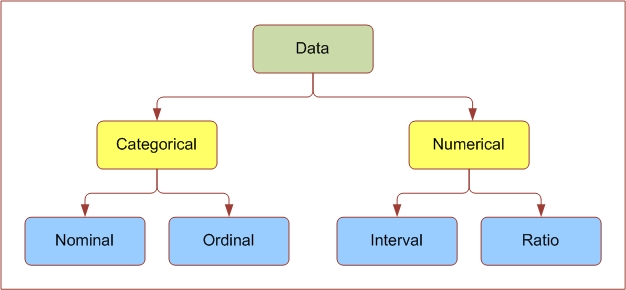 Data
Categorical
Numerical
Nominal
Ordinal
Interval
Ratio